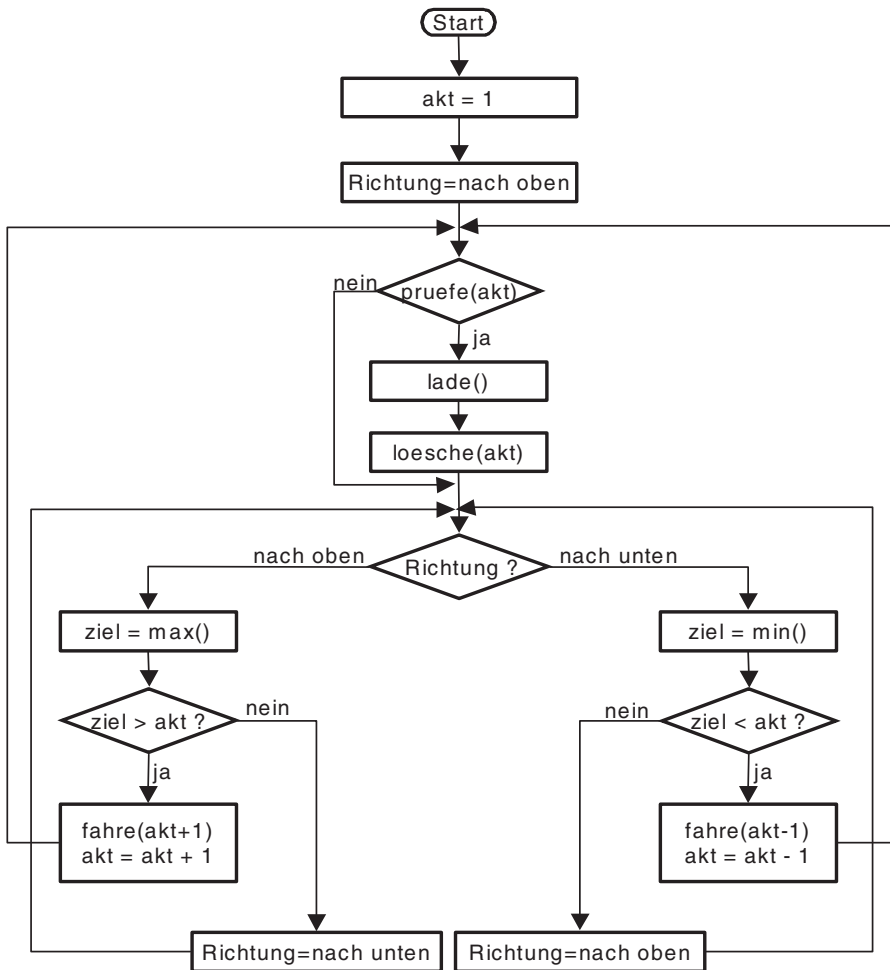 Start
akt = 1
Richtung=nach oben
nein
pruefe(akt)
ja
lade()
loesche(akt)
nach oben
Richtung ?
nach unten
ziel = max()
ziel = min()
ziel > akt ?
nein
nein
ziel < akt ?
ja
ja
fahre(akt+1)
akt = akt + 1
fahre(akt-1)
akt = akt - 1
Richtung=nach unten
Richtung=nach oben